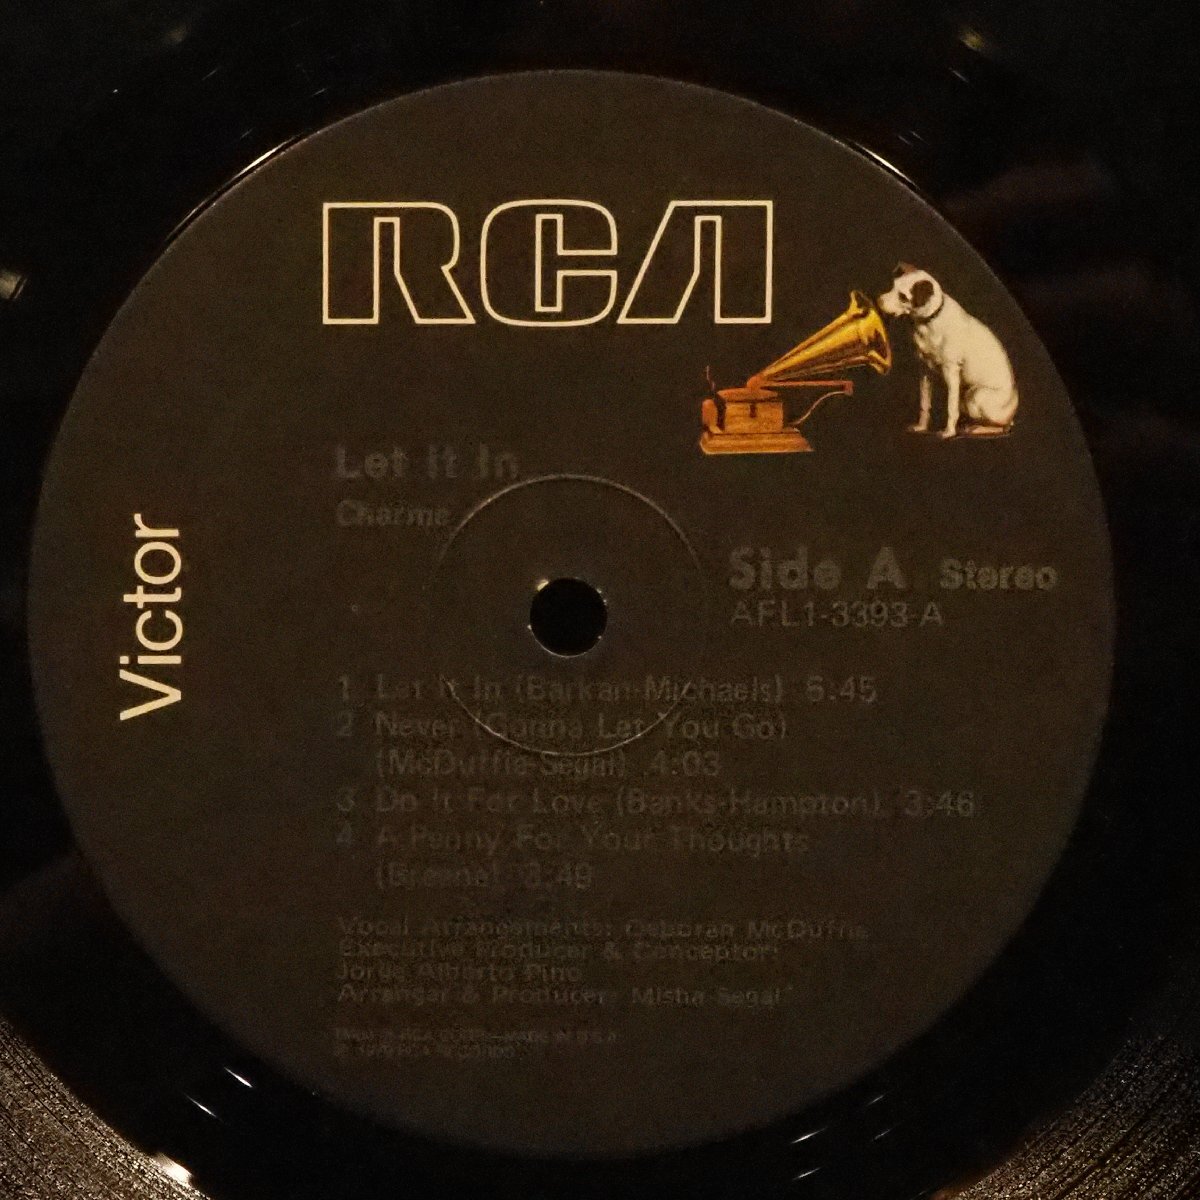 RCA
Victor
Let It In
Charme
Side A Stereo
AFL1-3393-A
1 Let It In (Barkan-Michaels) 6:45
2 Never (Gonna Let You Go)
(McDuffie-Segal) 4:03
3 Do It For Love (Banks-Hampton) 3:46
4 A Penny For Your Thoughts
3:49
Vocal Arrangements: Deborah McDuffie
Executive Producer & Conceptor:
Jorge Alberto Pino
Arranger & Producer: Misha Segal